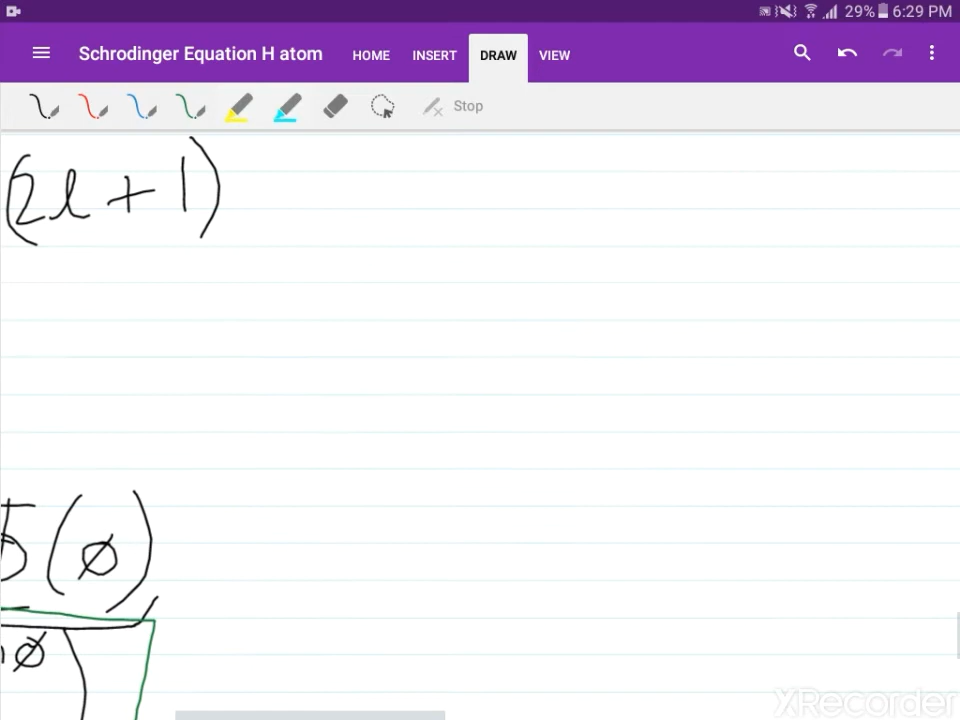 29% 6:29 PM
Schrodinger Equation H atom HOME INSERT DRAW VIEW
Stop
(2l + 1)
(ø)
ø
XRecorder